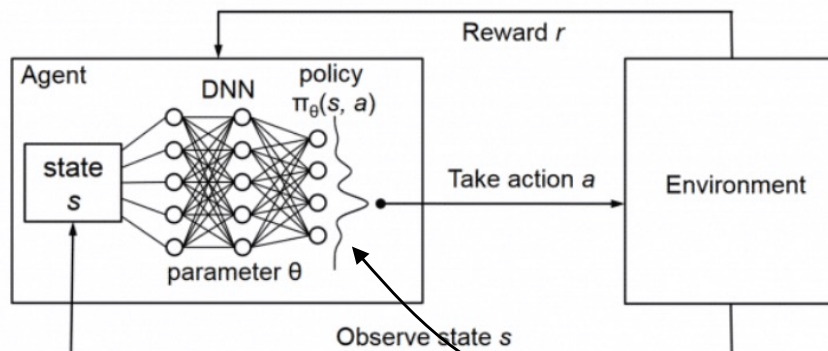 Reward r
Agent
policy
DNN
πθ(s, a)
state
s
Take action a
Environment
parameter θ
Observe state s